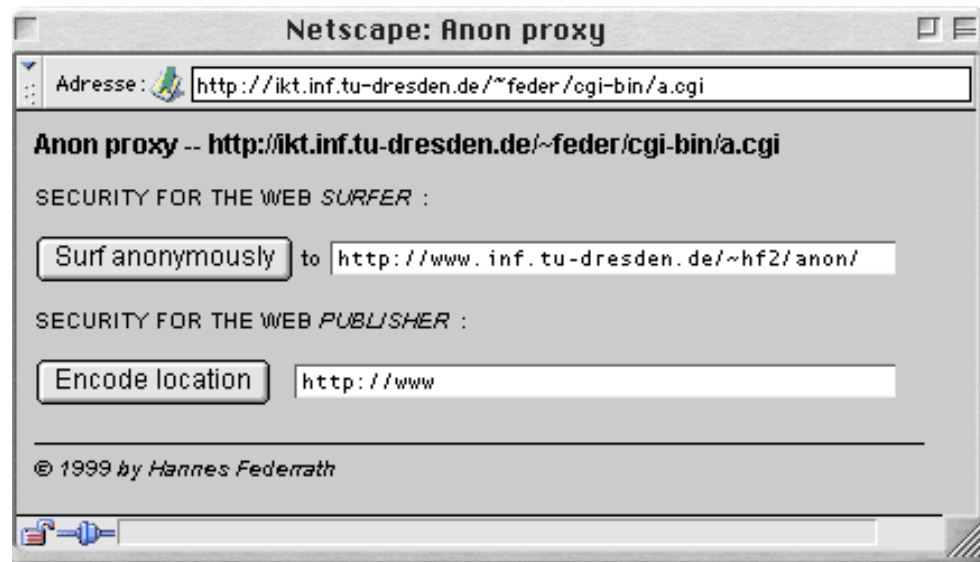 Netscape: Anon proxy
Adresse: http://ikt.inf.tu-dresden.de/~feder/cgi-bin/a.cgi
Anon proxy -- http://ikt.inf.tu-dresden.de/~feder/cgi-bin/a.cgi
SECURITY FOR THE WEB SURFER :
Surf anonymously to http://www.inf.tu-dresden.de/~hf2/anon/
SECURITY FOR THE WEB PUBLISHER :
Encode location http://www
© 1999 by Hannes Federrath